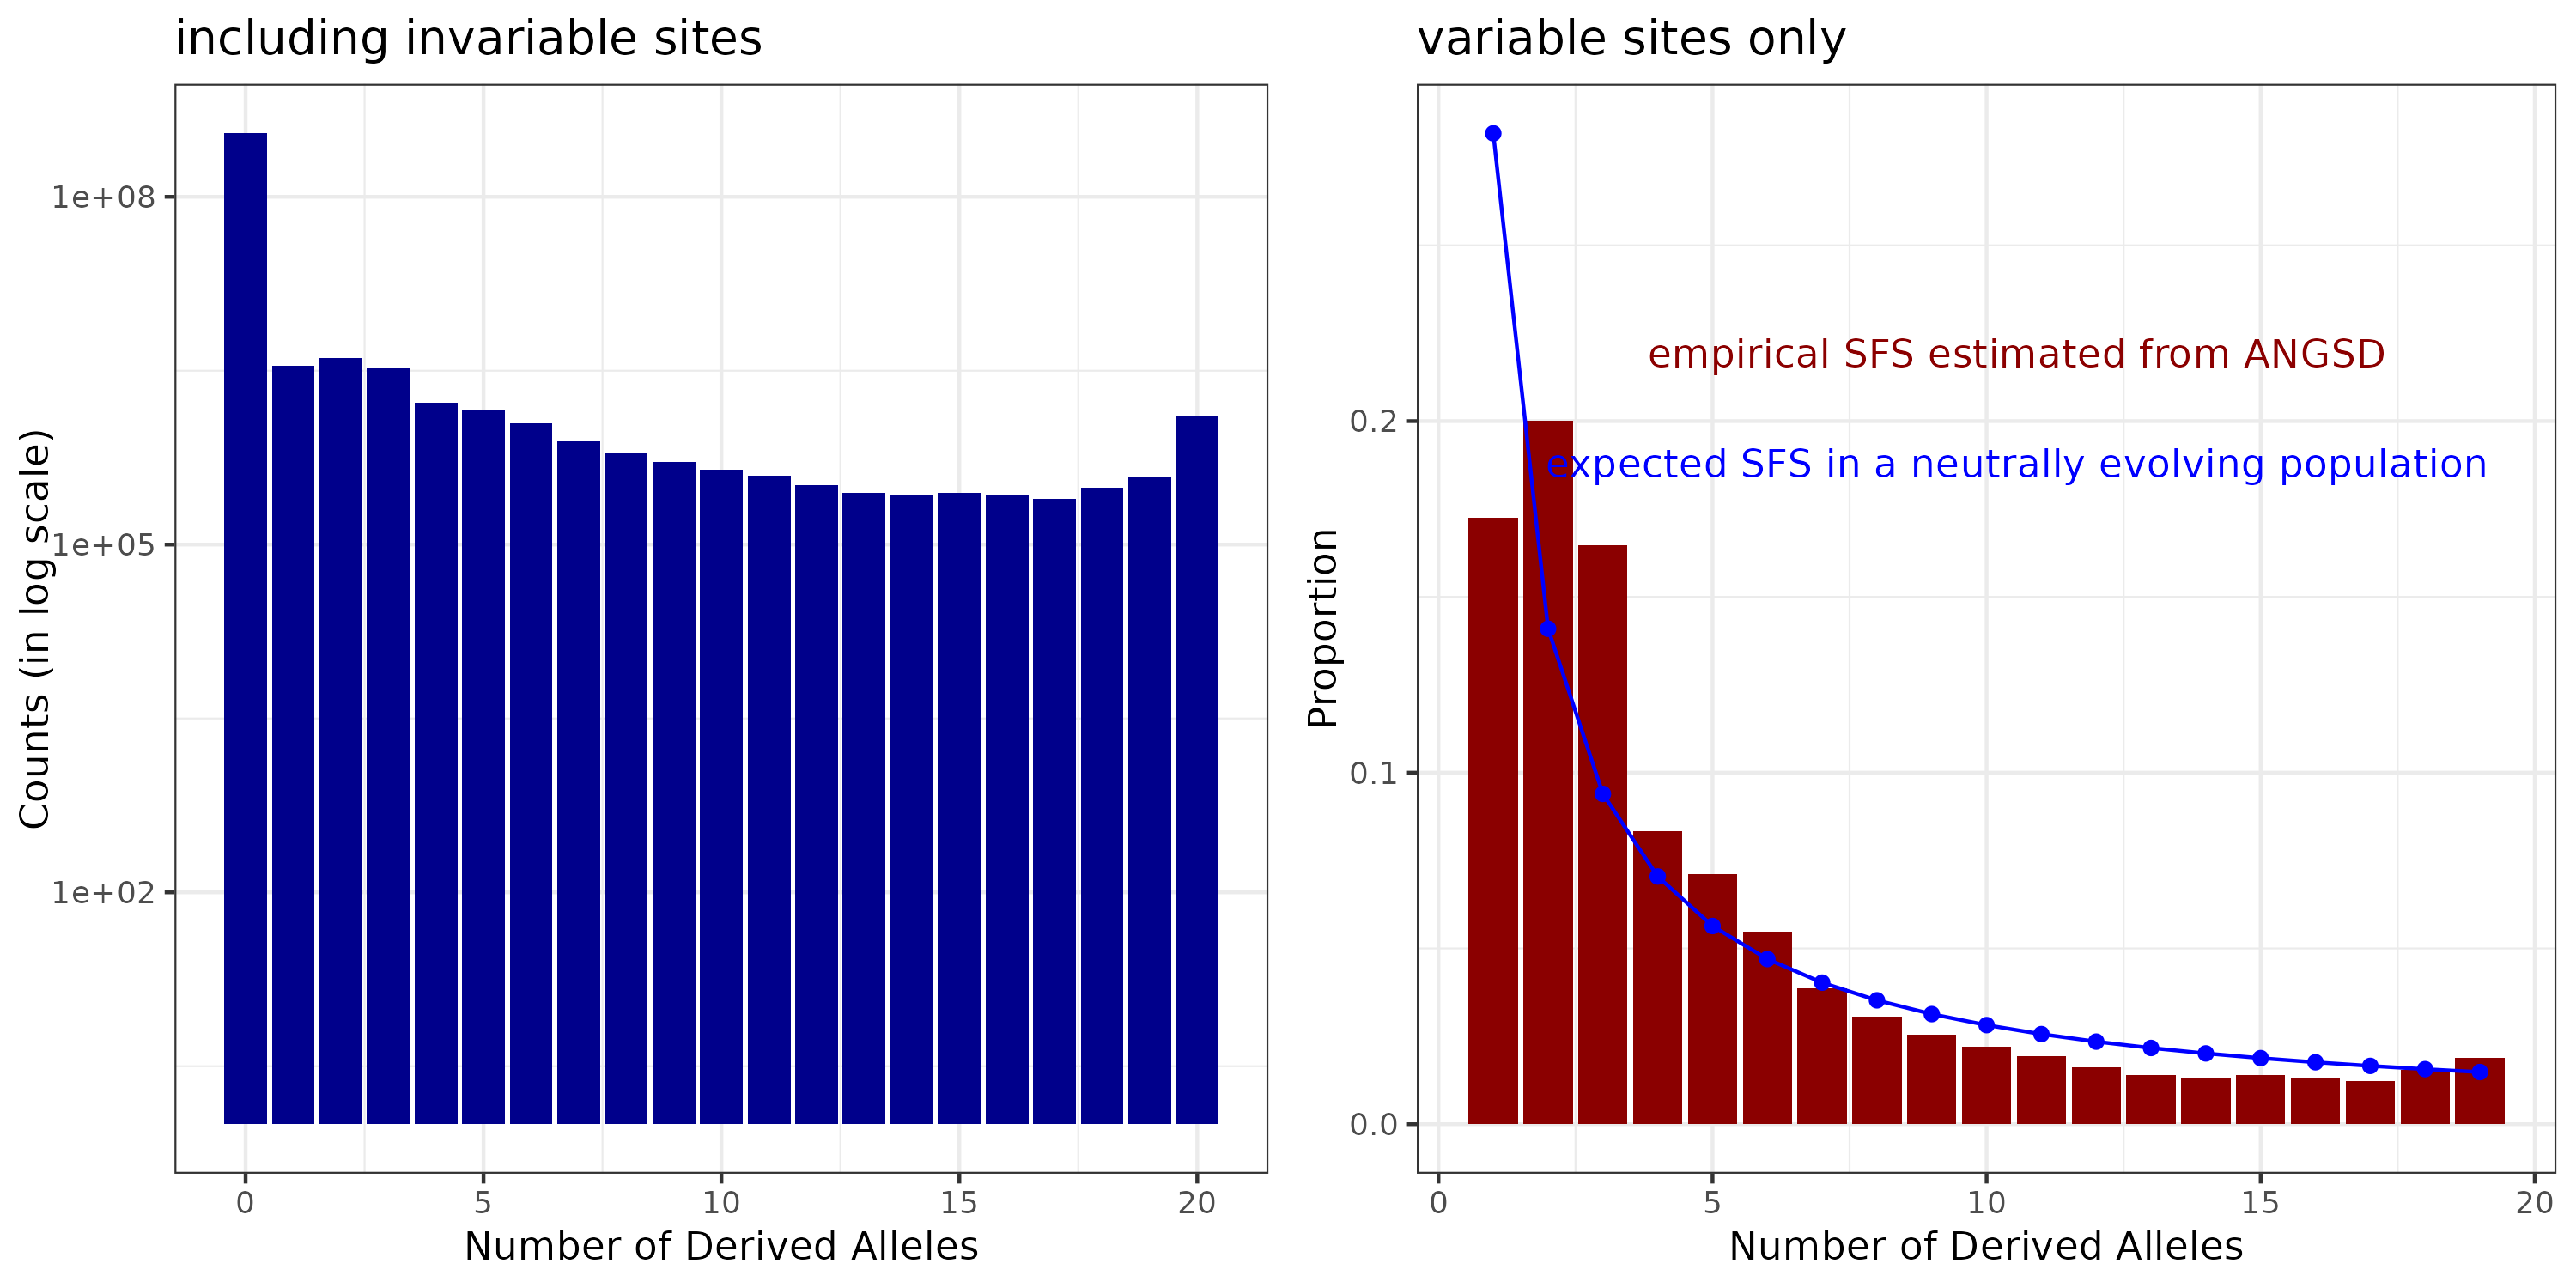 including invariable sites
Counts (in log scale)
1e+08
1e+05
1e+02
0 5 10 15 20
Number of Derived Alleles
variable sites only
empirical SFS estimated from ANGSD
expected SFS in a neutrally evolving population
Proportion
0.2
0.1
0.0
0 5 10 15 20
Number of Derived Alleles